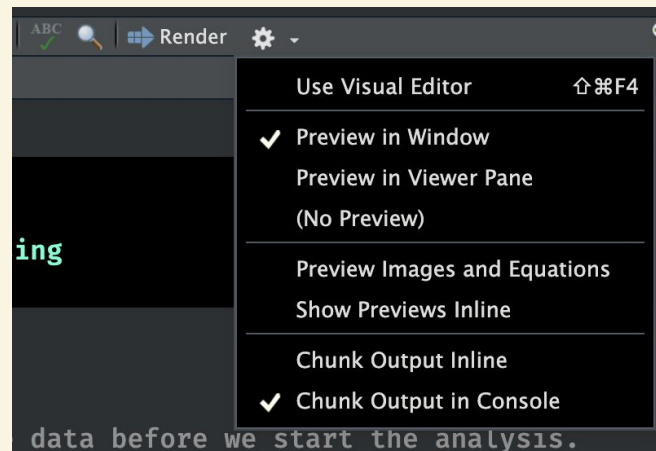 ABC
Render
Use Visual Editor ⇧⌘F4
✓ Preview in Window
Preview in Viewer Pane
(No Preview)
ing
Preview Images and Equations
Show Previews Inline
Chunk Output Inline
✓ Chunk Output in Console
data before we start the analysis.